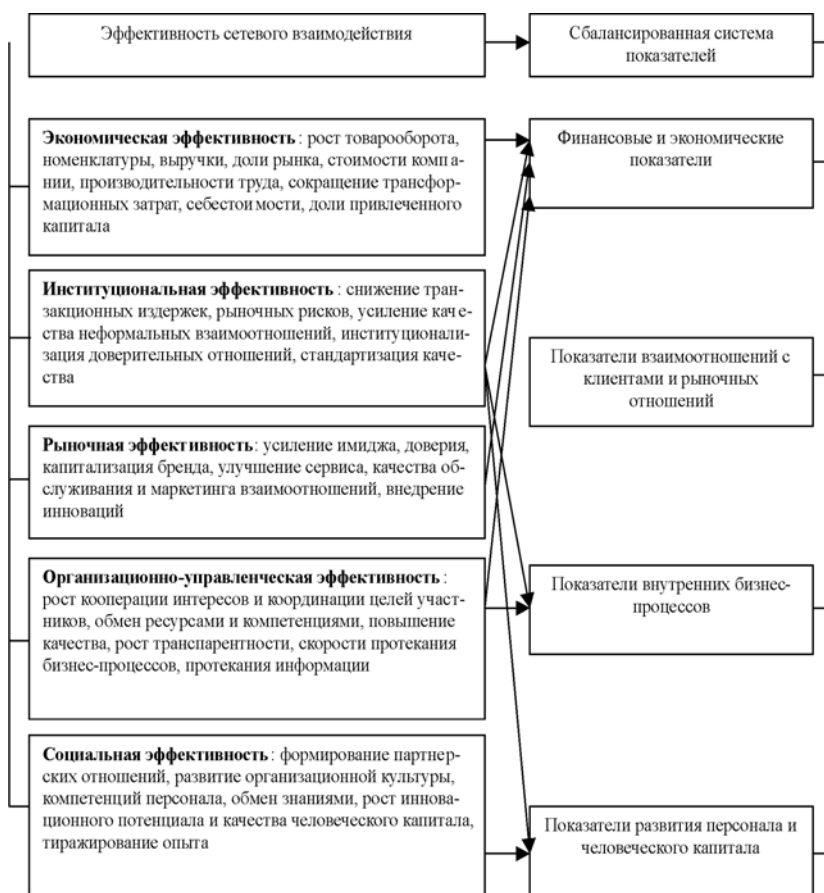 Эффективность сетевого взаимодействия
Сбалансированная система
показателей
Экономическая эффективность : рост товарооборота,
номенклатуры, выручки, доли рынка, стоимости компа-
нии, производительности труда, сокращение трансфор-
мационных затрат, себестоимости, доли привлеченного
капитала
Финансовые и экономические
показатели
Институциональная эффективность : снижение тран-
закционных издержек, рыночных рисков, усиление каче-
ства неформальных взаимоотношений, институционали-
зация доверительных отношений, стандартизация каче-
ства
Показатели взаимоотношений с
клиентами и рыночных
отношений
Рыночная эффективность: усиление имиджа, доверия,
капитализация бренда, улучшение сервиса, качества об-
служивания и маркетинга взаимоотношений, внедрение
инноваций
Организационно-управленческая эффективность :
рост кооперации интересов и координации целей участ-
ников, обмен ресурсами и компетенциями, повышение
качества, рост транспарентности, скорости протекания
бизнес-процессов, протекания информации
Показатели внутренних бизнес-
процессов
Социальная эффективность : формирование партнер-
ских отношений, развитие организационной культуры,
компетенций персонала, обмен знаниями, рост иннова-
ционного потенциала и качества человеческого капитала,
тиражирование опыта
Показатели развития персонала и
человеческого капитала